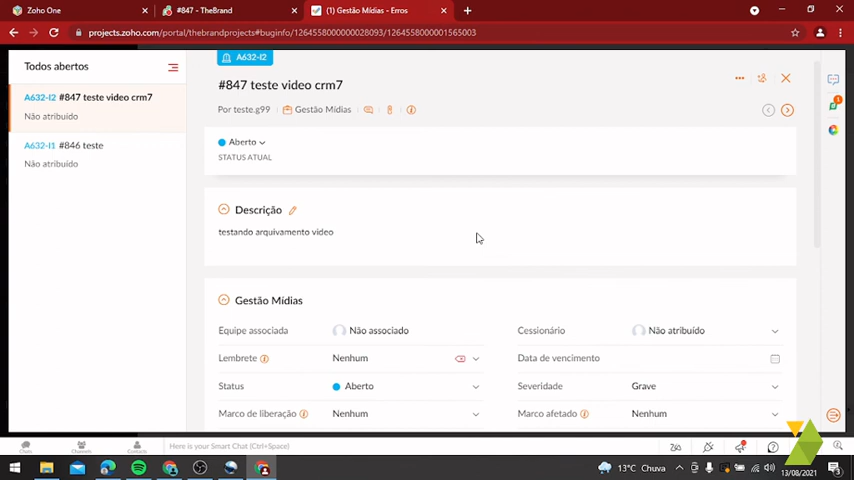 Zoho One
#847 - TheBrand
(1) Gestão Mídias - Erros
projects.zoho.com/portal/thebrandprojects#buginfo/1264558000000028093/1264558000001565003
Todos abertos
A632-I2 #847 teste video crm7
Não atribuído
A632-I1 #846 teste
Não atribuído
A632-I2
#847 teste video crm7
Por teste.g99 Gestão Mídias
Aberto
STATUS ATUAL
Descrição
testando arquivamento video
Gestão Mídias
Equipe associada Não associado Cessionário Não atribuído
Lembrete Nenhum Data de vencimento
Status Aberto Severidade Grave
Marco de liberação Nenhum Marco afetado Nenhum
Chats Channels Contacts Here is your Smart Chat (Ctrl+Space)
13°C Chuva
13/08/2021